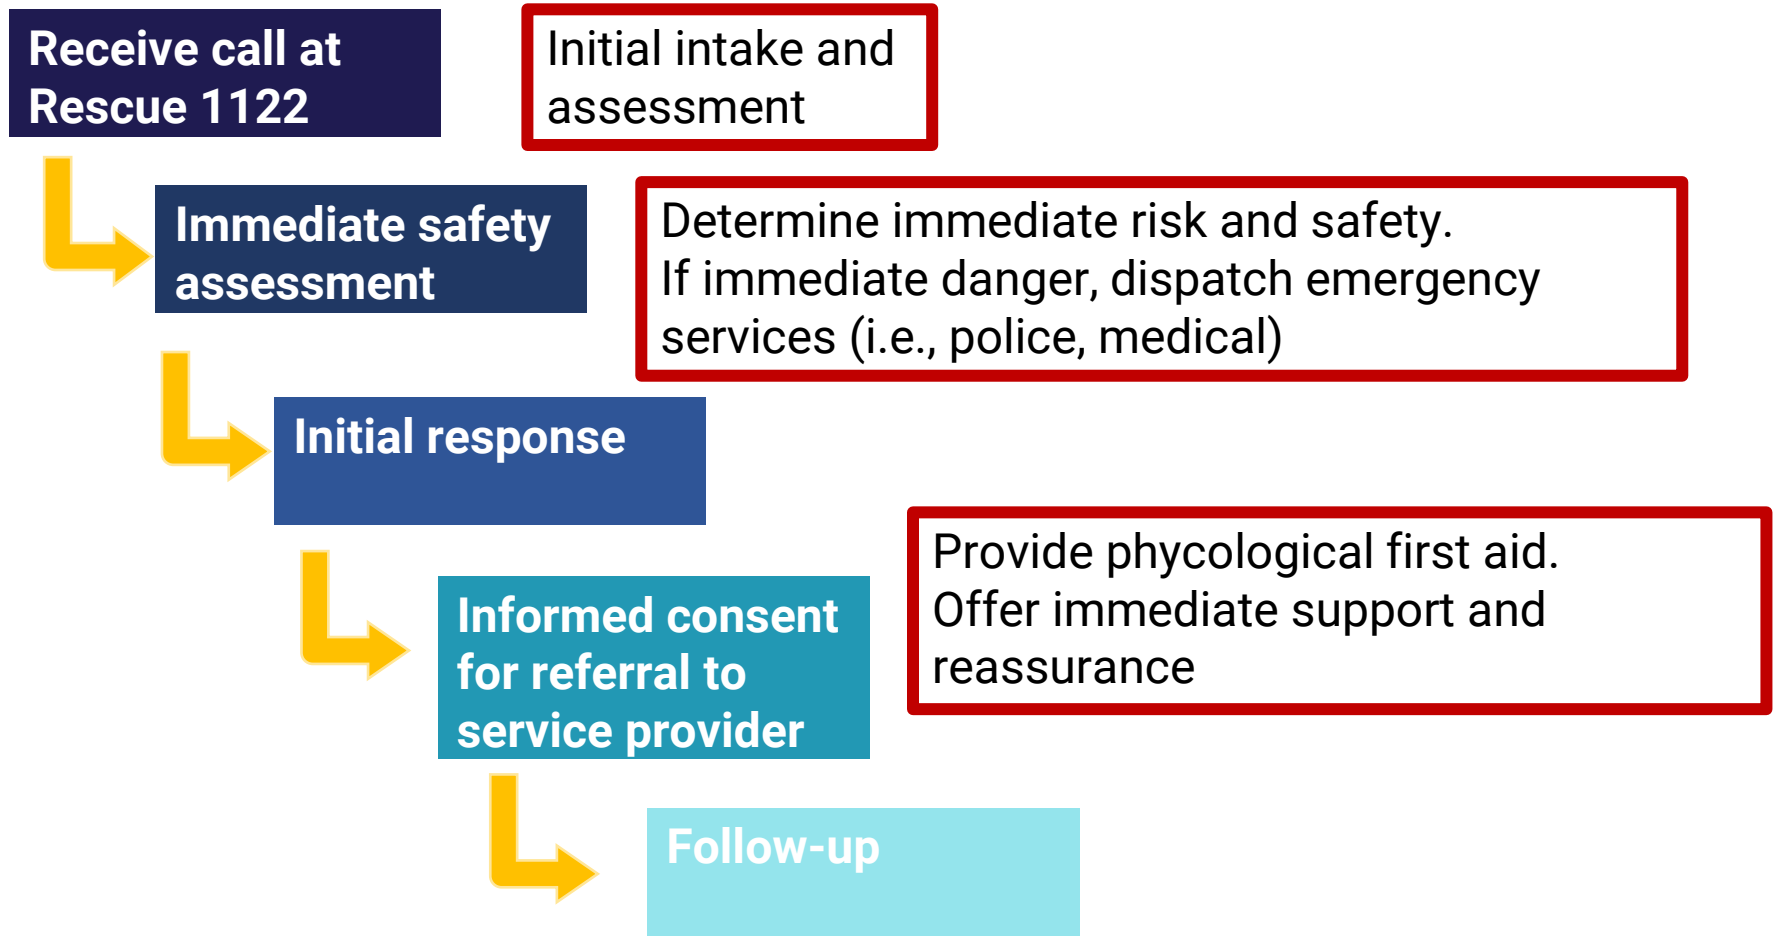 Receive call at
Rescue 1122
Initial intake and
assessment
Immediate safety
assessment
Determine immediate risk and safety.
If immediate danger, dispatch emergency
services (i.e., police, medical)
Initial response
Provide phycological first aid.
Offer immediate support and
reassurance
Informed consent
for referral to
service provider
Follow-up